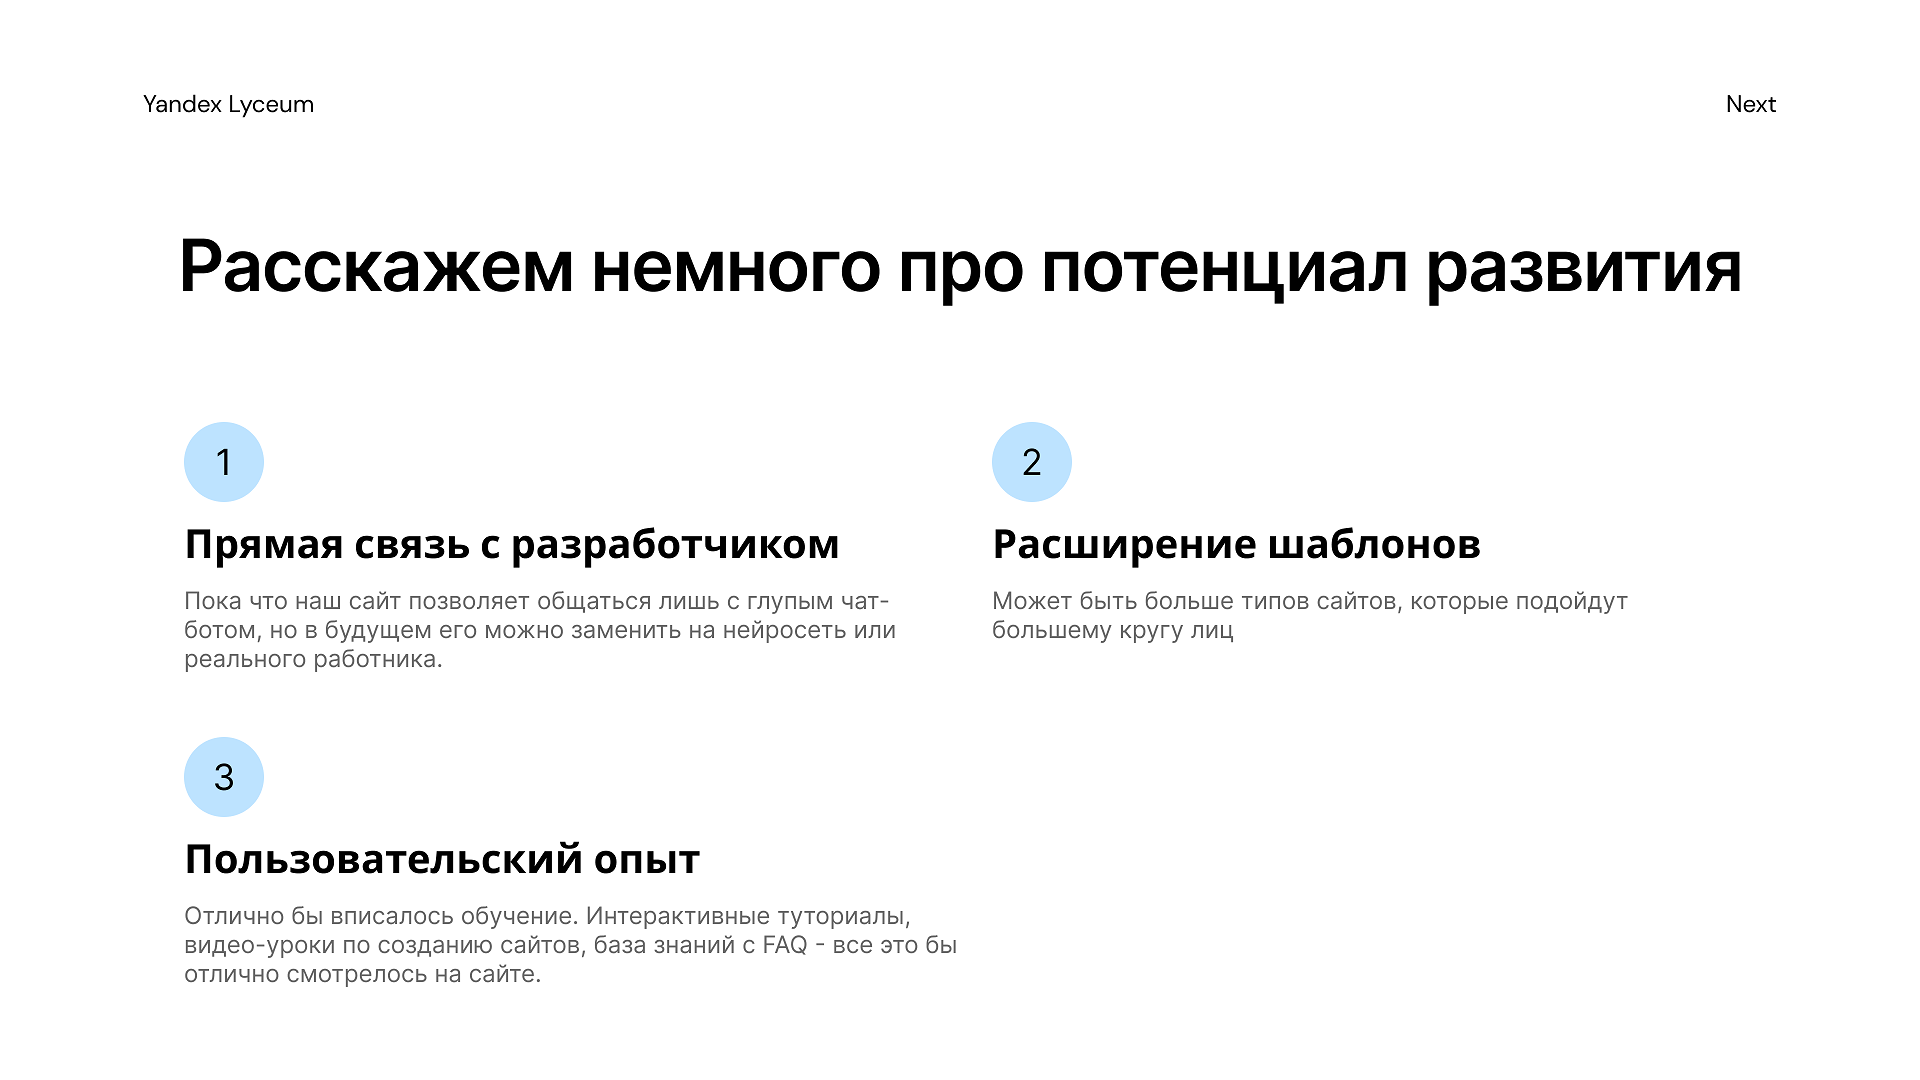 Yandex Lyceum
Next
Расскажем немного про потенциал развития
1
Прямая связь с разработчиком
Пока что наш сайт позволяет общаться лишь с глупым чат-
ботом, но в будущем его можно заменить на нейросеть или
реального работника.
2
Расширение шаблонов
Может быть больше типов сайтов, которые подойдут
большему кругу лиц
3
Пользовательский опыт
Отлично бы вписалось обучение. Интерактивные туториалы,
видео-уроки по созданию сайтов, база знаний с FAQ - все это бы
отлично смотрелось на сайте.